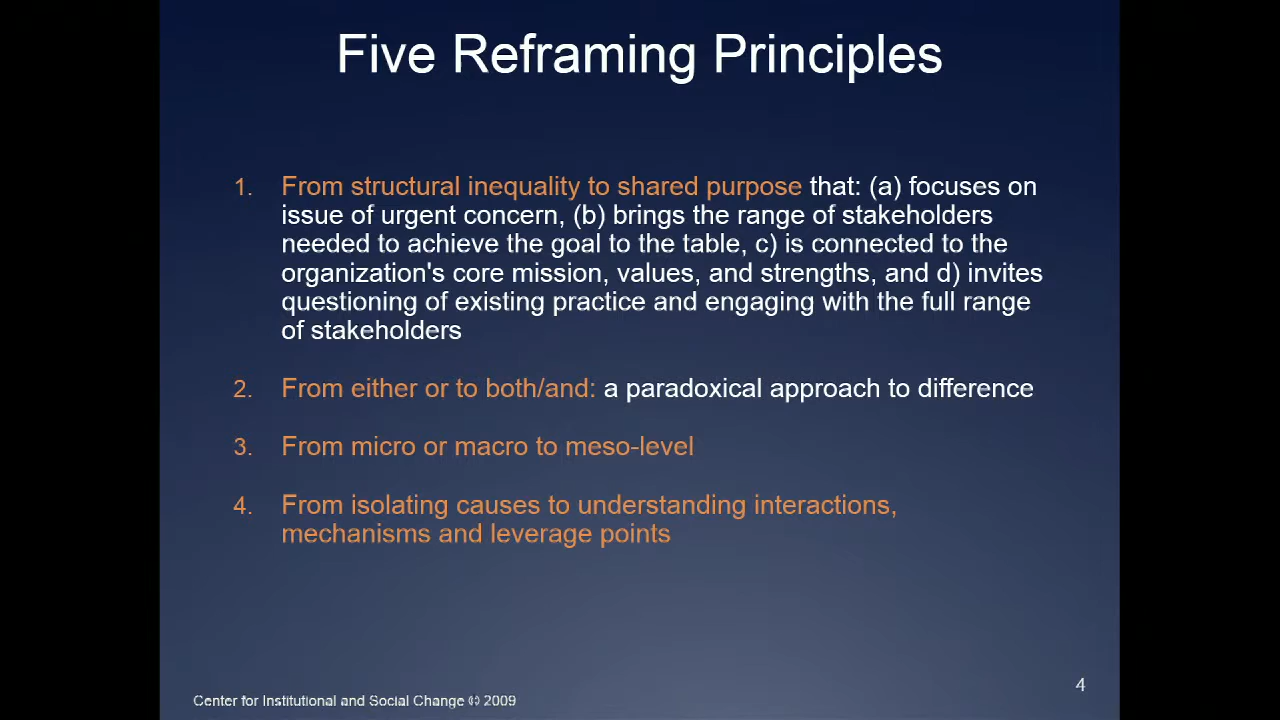 Five Reframing Principles
1. From structural inequality to shared purpose that: (a) focuses on
issue of urgent concern, (b) brings the range of stakeholders
needed to achieve the goal to the table, c) is connected to the
organization's core mission, values, and strengths, and d) invites
questioning of existing practice and engaging with the full range
of stakeholders
2. From either or to both/and: a paradoxical approach to difference
3. From micro or macro to meso-level
4. From isolating causes to understanding interactions,
mechanisms and leverage points
4
Center for Institutional and Social Change © 2009